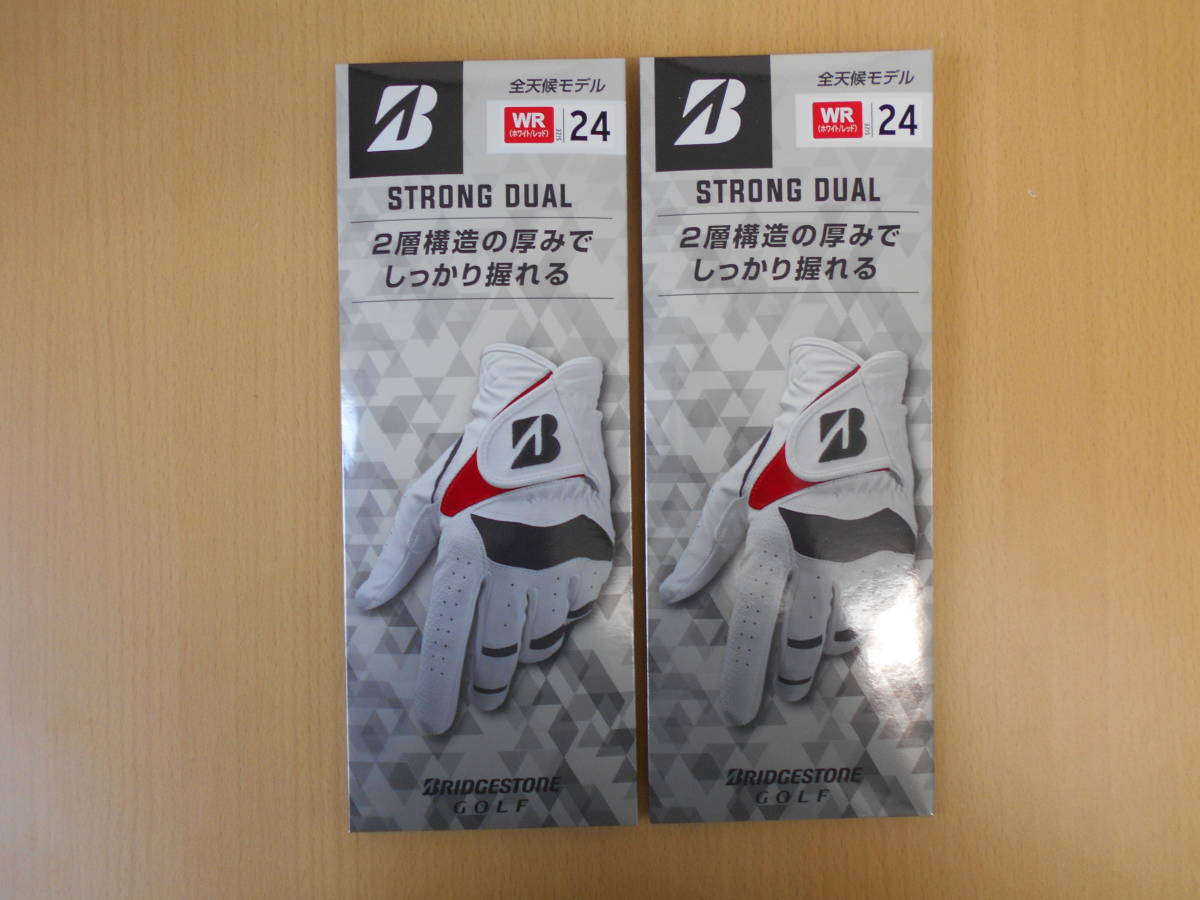 全天候モデル
WR
(ホワイト/レッド)
SIZE
24
STRONG DUAL
2層構造の厚みで
しっかり握れる
BRIDGESTONE
GOLF
全天候モデル
WR
(ホワイト/レッド)
SIZE
24
STRONG DUAL
2層構造の厚みで
しっかり握れる
BRIDGESTONE
GOLF